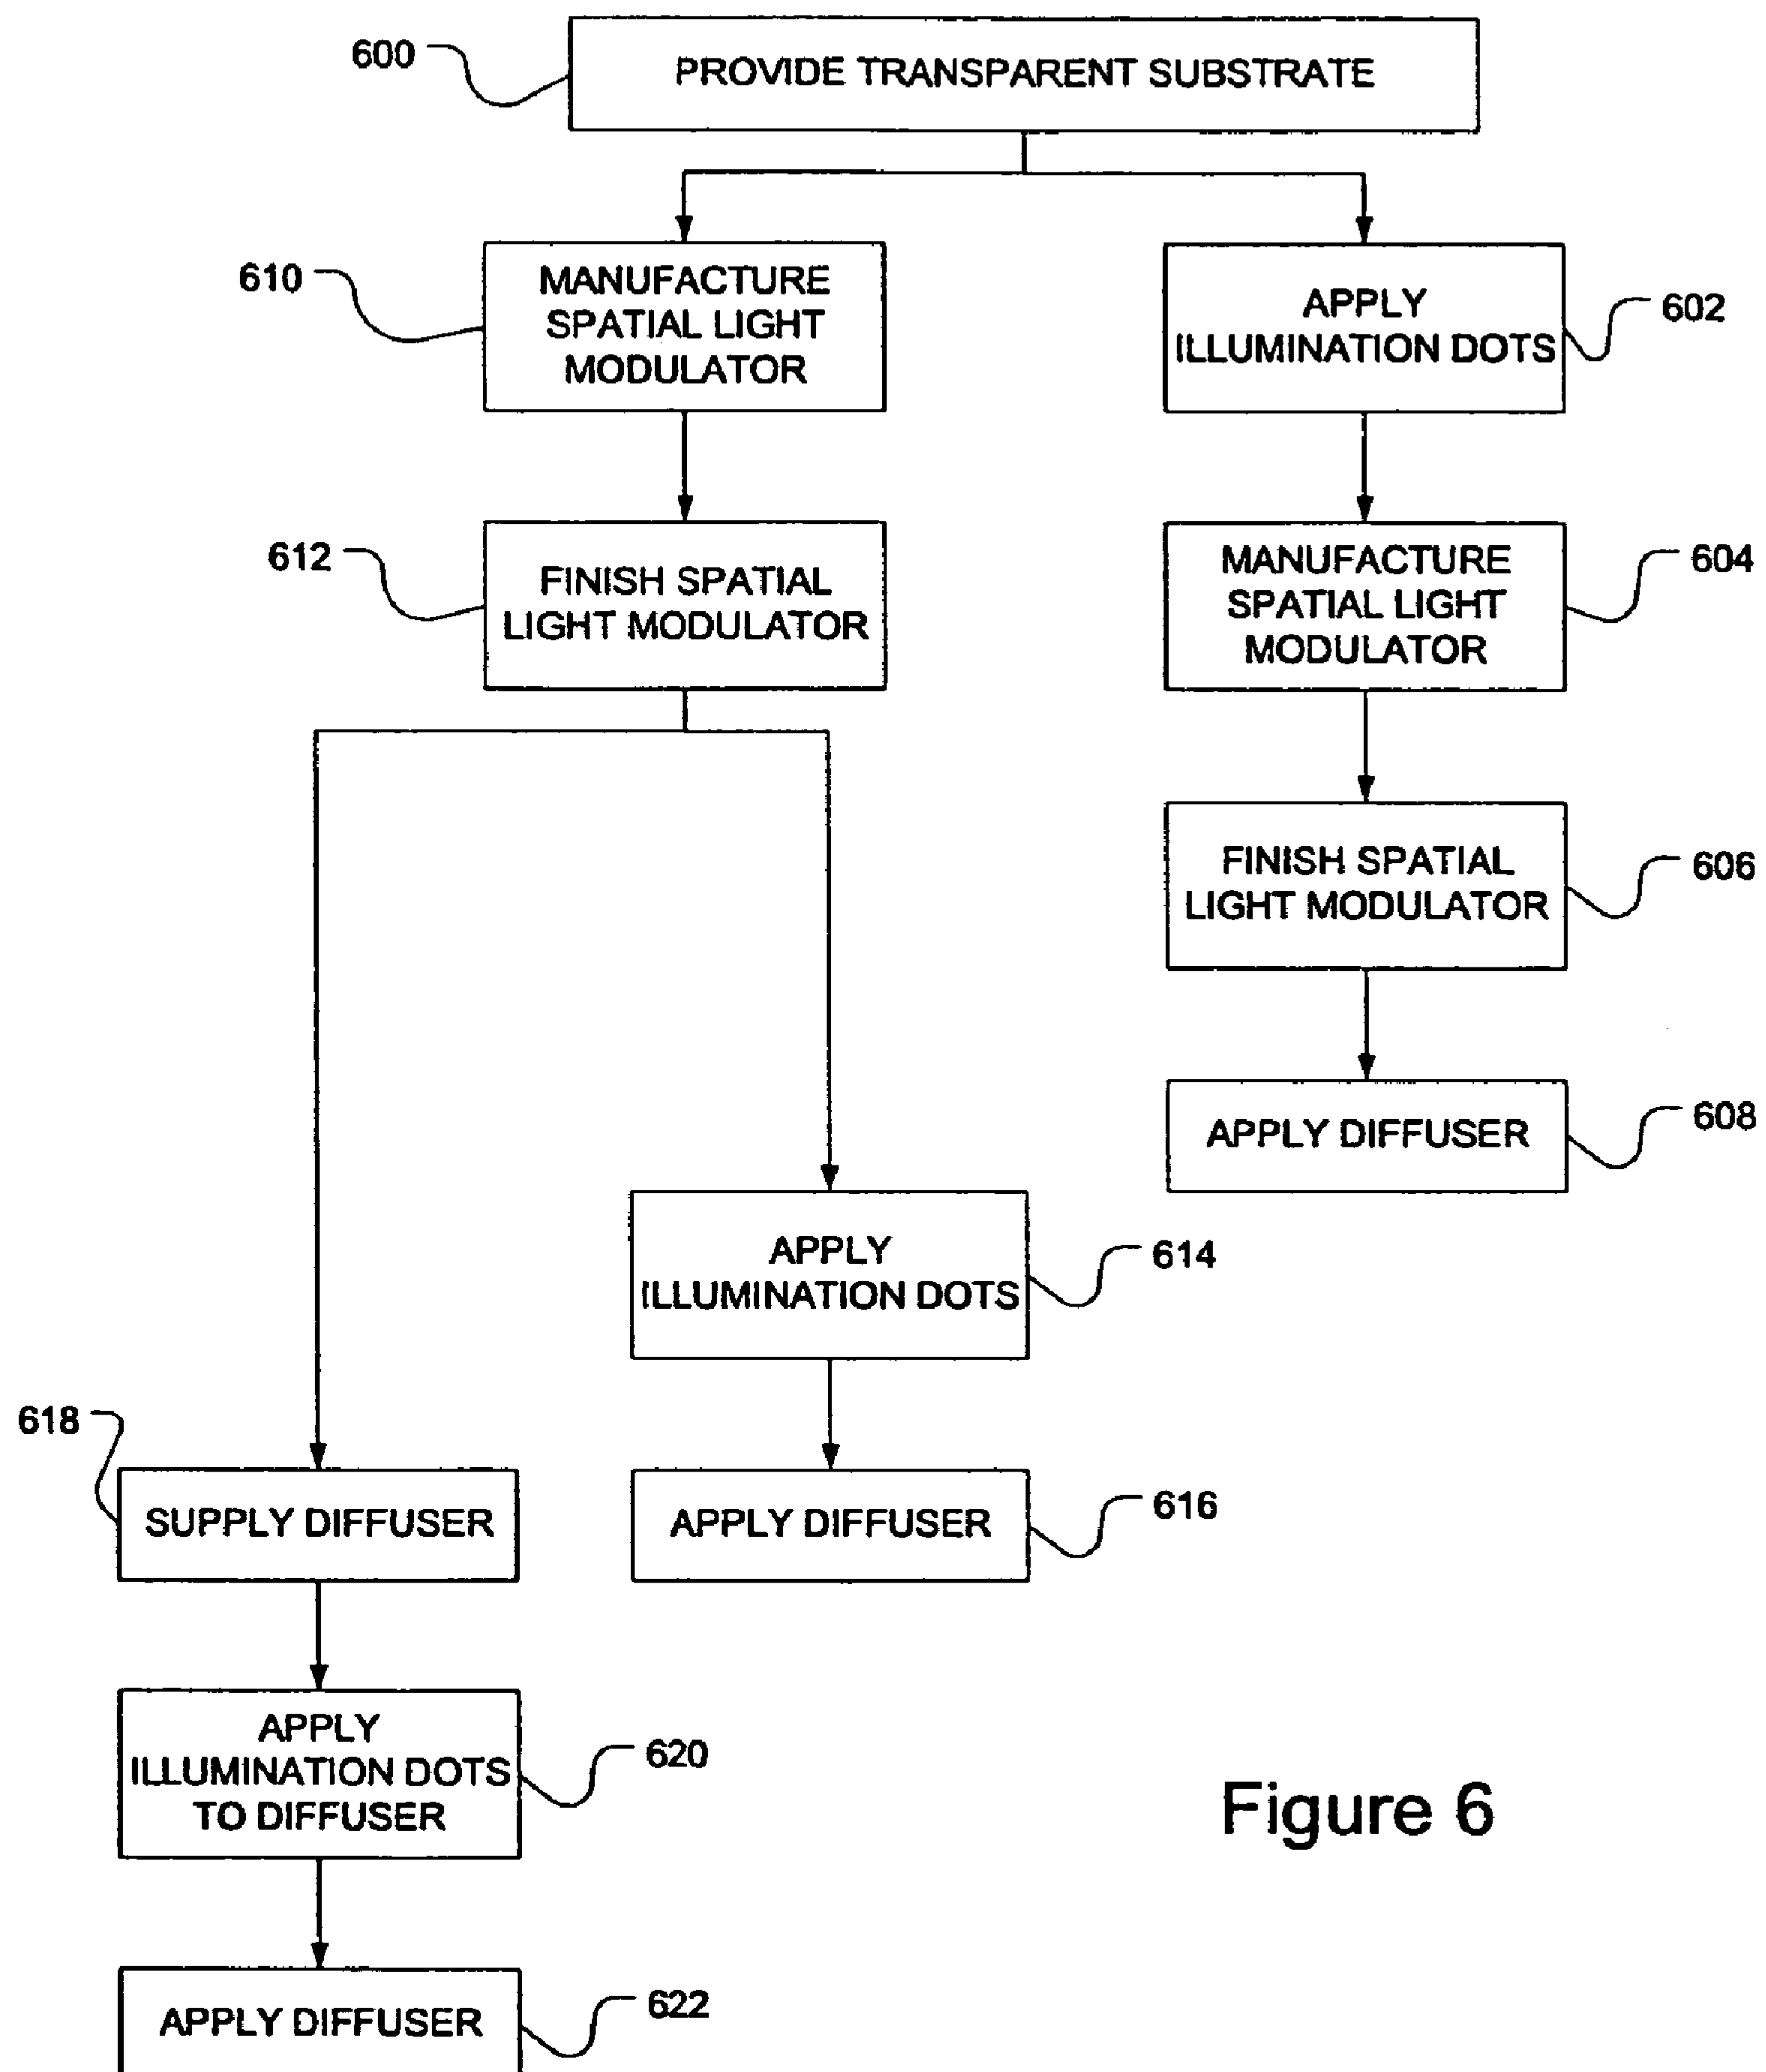 600
PROVIDE TRANSPARENT SUBSTRATE
610
MANUFACTURE
SPATIAL LIGHT
MODULATOR
APPLY
ILLUMINATION DOTS
602
612
FINISH SPATIAL
LIGHT MODULATOR
MANUFACTURE
SPATIAL LIGHT
MODULATOR
604
FINISH SPATIAL
LIGHT MODULATOR
606
APPLY DIFFUSER
608
APPLY
ILLUMINATION DOTS
614
618
SUPPLY DIFFUSER
APPLY DIFFUSER
616
APPLY
ILLUMINATION DOTS
TO DIFFUSER
620
Figure 6
APPLY DIFFUSER
622